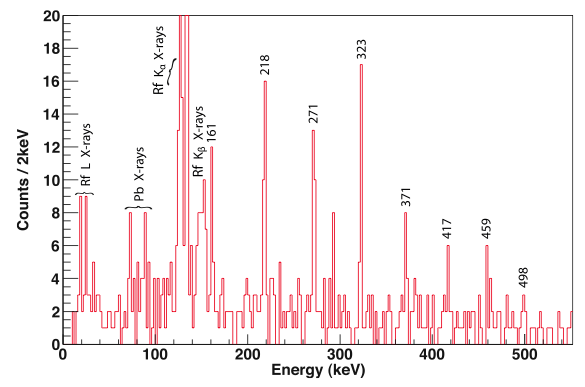 20
18
16
14
12
10
8
6
4
2
0
Counts / 2keV
Rf L X-rays
Pb X-rays
Rf Kα X-rays
Rf Kβ X-rays
161
218
271
323
371
417
459
498
0 100 200 300 400 500
Energy (keV)